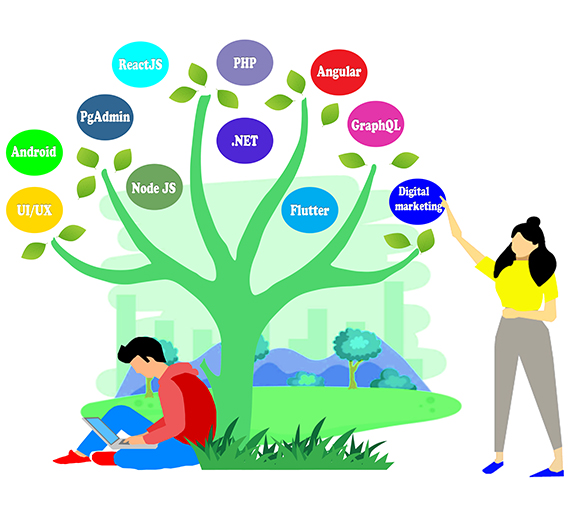 ReactJS
PHP
Angular
PgAdmin
GraphQL
.NET
Android
Node JS
Digital
marketing
UI/UX
Flutter